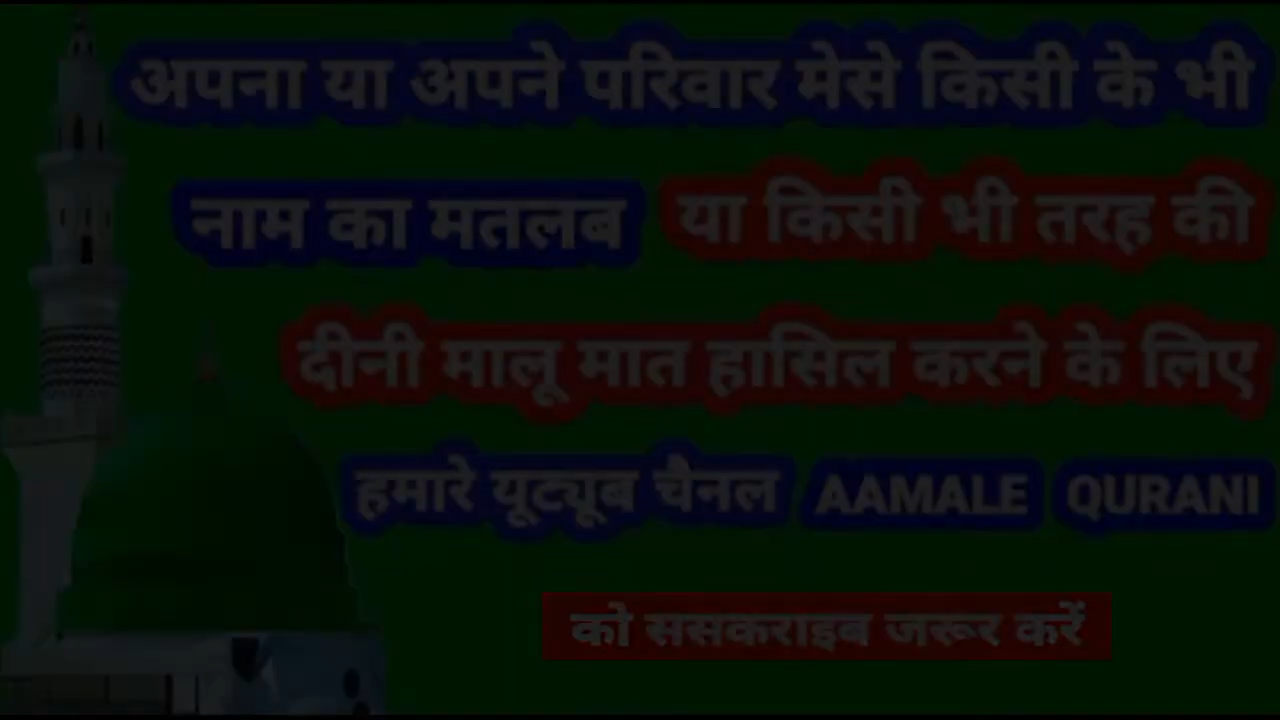 अपना या अपने परिवार मेसे किसी के भी
नाम का मतलब या किसी भी तरह की
दीनी मालू मात हासिल करने के लिए
हमारे यूट्यूब चैनल AAMALE QURANI
को ससकराइब जरूर करें